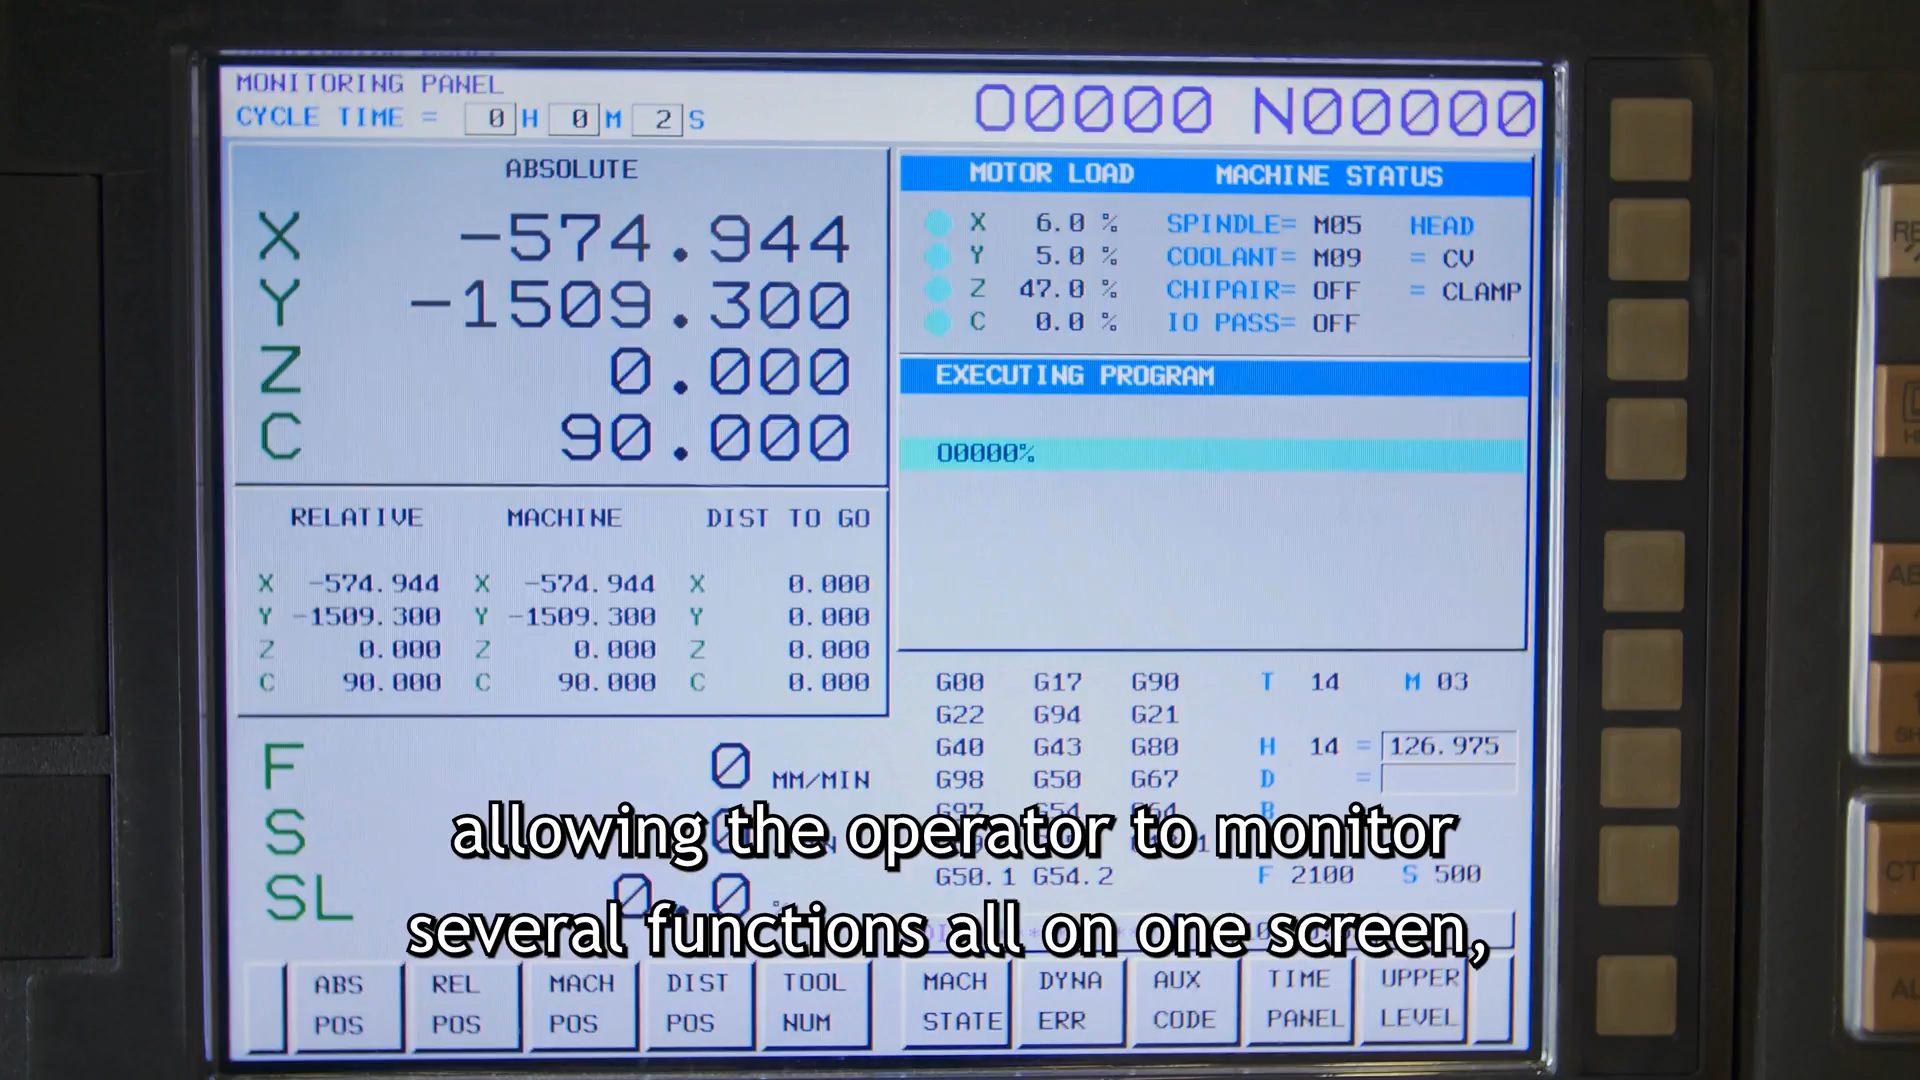 MONITORING PANEL
CYCLE TIME = 0 H 0 M 2 S
O0000 N00000
ABSOLUTE
X -574.944
Y -1509.300
Z 0.000
C 90.000
RELATIVE MACHINE DIST TO GO
X -574.944 X -574.944 X 0.000
Y -1509.300 Y -1509.300 Y 0.000
Z 0.000 Z 0.000 Z 0.000
C 90.000 C 90.000 C 0.000
F 0 MM/MIN
S
SL 0.0
MOTOR LOAD MACHINE STATUS
X 6.0 % SPINDLE= M05 HEAD
Y 5.0 % COOLANT= M09 = CV
Z 47.0 % CHIPAIR= OFF = CLAMP
C 0.0 % IO PASS= OFF
EXECUTING PROGRAM
O0000%
G00 G17 G90 T 14 M 03
G22 G94 G21
G40 G43 G80 H 14 = 126.975
G98 G50 G67 D =
G97 G54 G64 B
G50.1 G54.2 F 2100 S 500
allowing the operator to monitor
several functions all on one screen,
ABS POS
REL POS
MACH POS
DIST POS
TOOL NUM
MACH STATE
DYNA ERR
AUX CODE
TIME PANEL
UPPER LEVEL